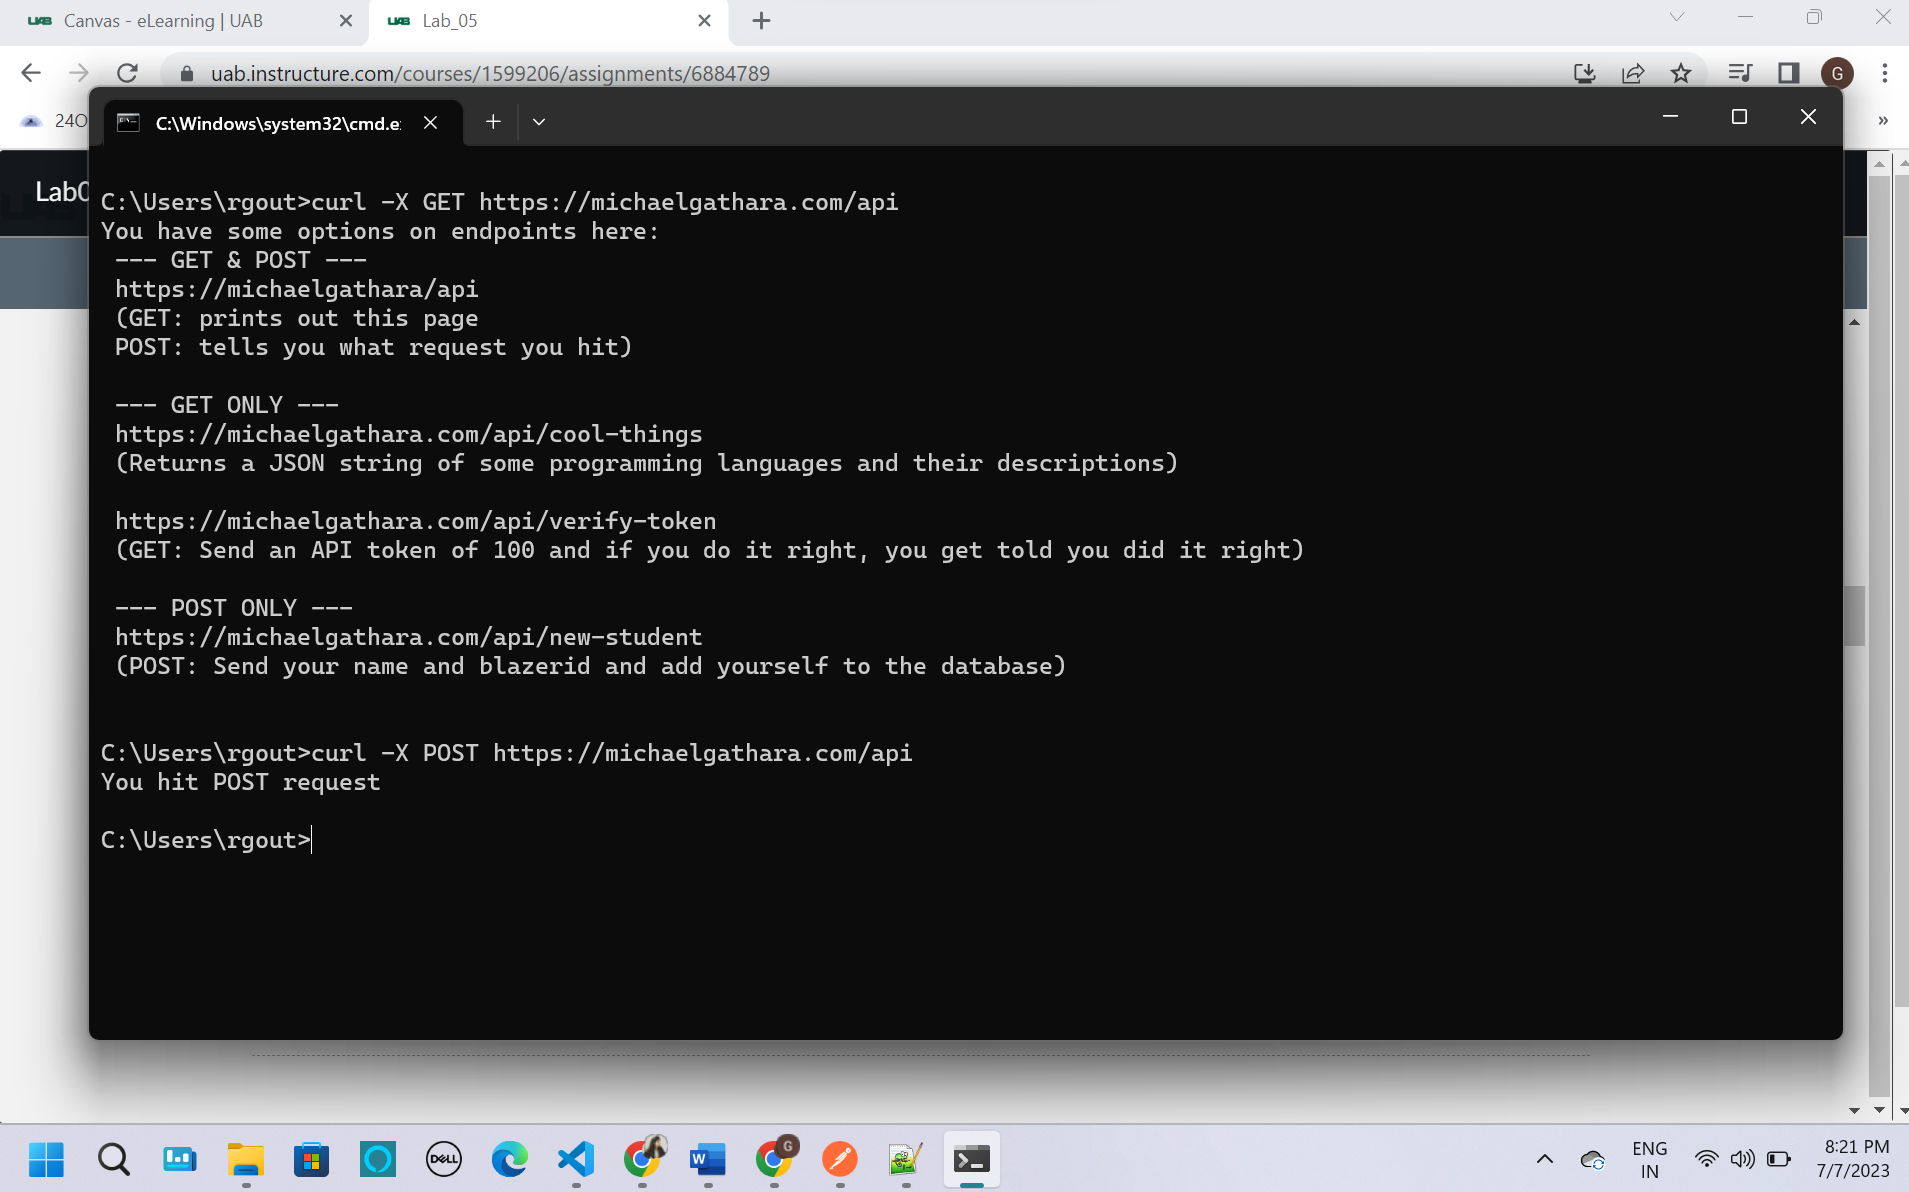 UAB Canvas - eLearning | UAB
UAB Lab_05
uab.instructure.com/courses/1599206/assignments/6884789
G
»
C:\Windows\system32\cmd.e
C:\Users\rgout>curl -X GET https://michaelgathara.com/api
You have some options on endpoints here:
--- GET & POST ---
https://michaelgathara/api
(GET: prints out this page
POST: tells you what request you hit)
--- GET ONLY ---
https://michaelgathara.com/api/cool-things
(Returns a JSON string of some programming languages and their descriptions)
https://michaelgathara.com/api/verify-token
(GET: Send an API token of 100 and if you do it right, you get told you did it right)
--- POST ONLY ---
https://michaelgathara.com/api/new-student
(POST: Send your name and blazerid and add yourself to the database)
C:\Users\rgout>curl -X POST https://michaelgathara.com/api
You hit POST request
C:\Users\rgout>
DELL
W
G
ENG
IN
8:21 PM
7/7/2023